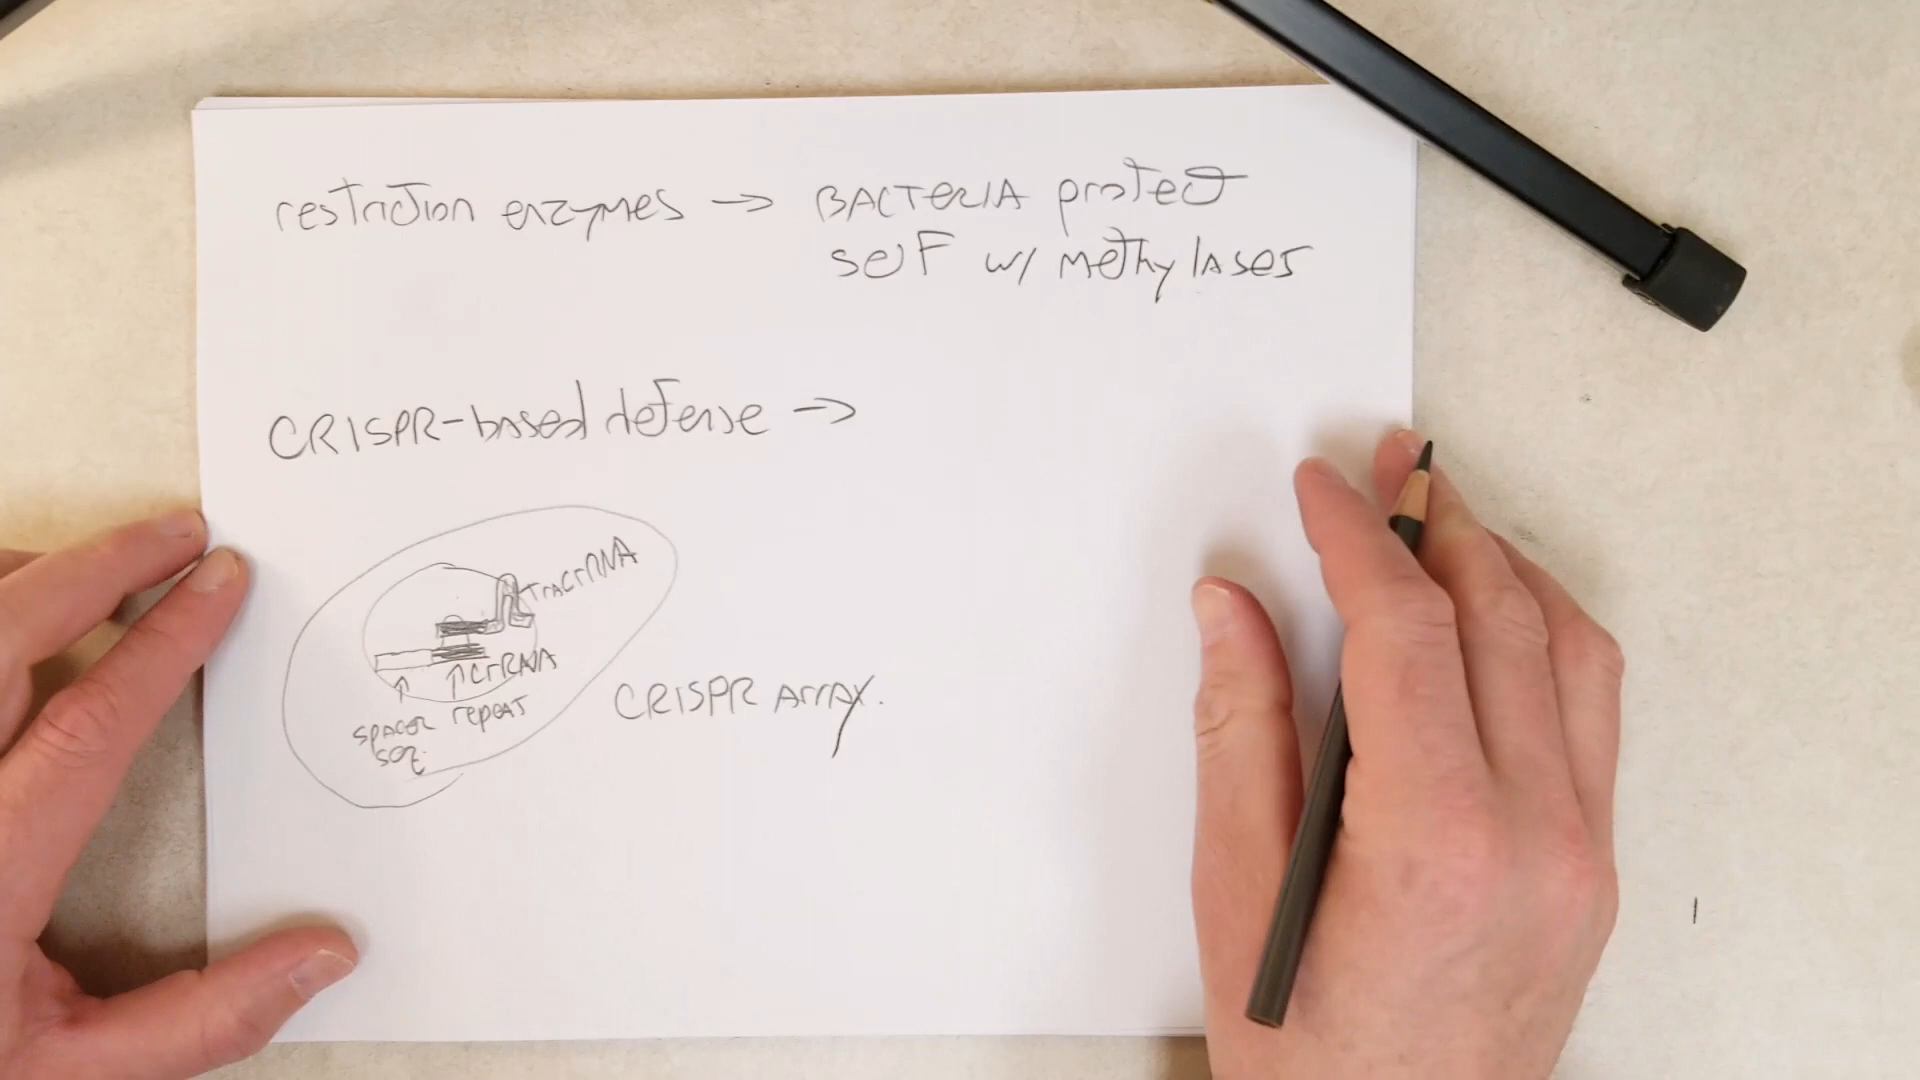 restriction enzymes → BACTERIA protect
self w/ methylases
CRISPR-based defense →
tracrRNA
crRNA
spacer repeat
seq.
CRISPR array.